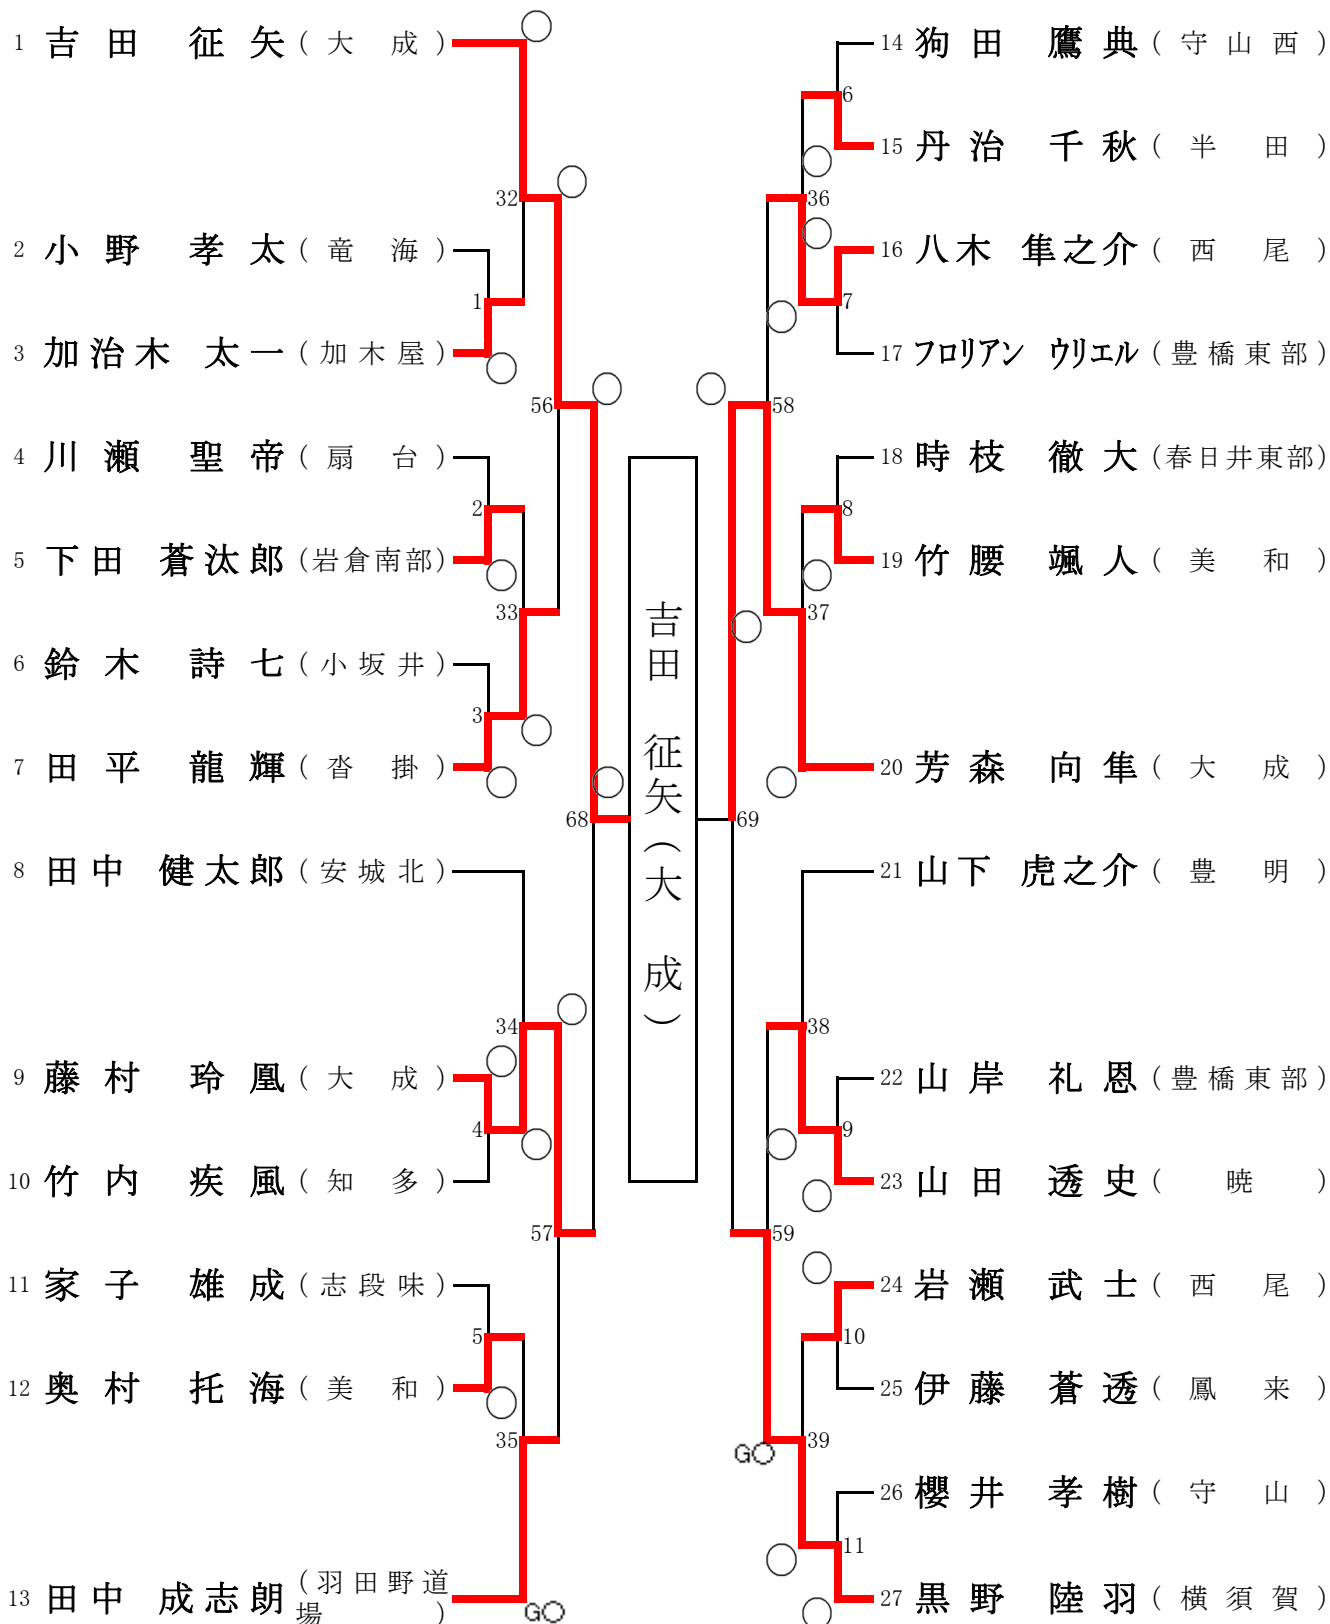 1 吉田 征矢(大成)
2 小野 孝太(竜海)
3 加治木 太一(加木屋)
4 川瀬 聖帝(扇台)
5 下田 蒼汰郎(岩倉南部)
6 鈴木 詩七(小坂井)
7 田平 龍輝(沓掛)
8 田中 健太郎(安城北)
9 藤村 玲凰(大成)
10 竹内 疾風(知多)
11 家子 雄成(志段味)
12 奥村 托海(美和)
13 田中 成志朗(羽田野道
場)
32
1
56
2
33
3
68
34
4
57
5
35
G○
吉田 征矢(大成)
14 狗田 鷹典(守山西)
15 丹治 千秋(半田)
16 八木 隼之介(西尾)
17 フロリアン ウリエル(豊橋東部)
18 時枝 徹大(春日井東部)
19 竹腰 颯人(美和)
20 芳森 向隼(大成)
21 山下 虎之介(豊明)
22 山岸 礼恩(豊橋東部)
23 山田 透史(暁)
24 岩瀬 武士(西尾)
25 伊藤 蒼透(鳳来)
26 櫻井 孝樹(守山)
27 黒野 陸羽(横須賀)
6
36
7
58
8
37
69
38
9
59
10
39
G○
11